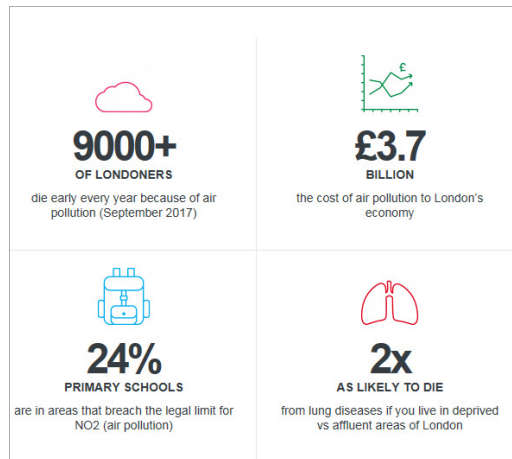 9000+
OF LONDONERS
die early every year because of air
pollution (September 2017)
£
£3.7
BILLION
the cost of air pollution to London's
economy
24%
PRIMARY SCHOOLS
are in areas that breach the legal limit for
NO2 (air pollution)
2x
AS LIKELY TO DIE
from lung diseases if you live in deprived
vs affluent areas of London